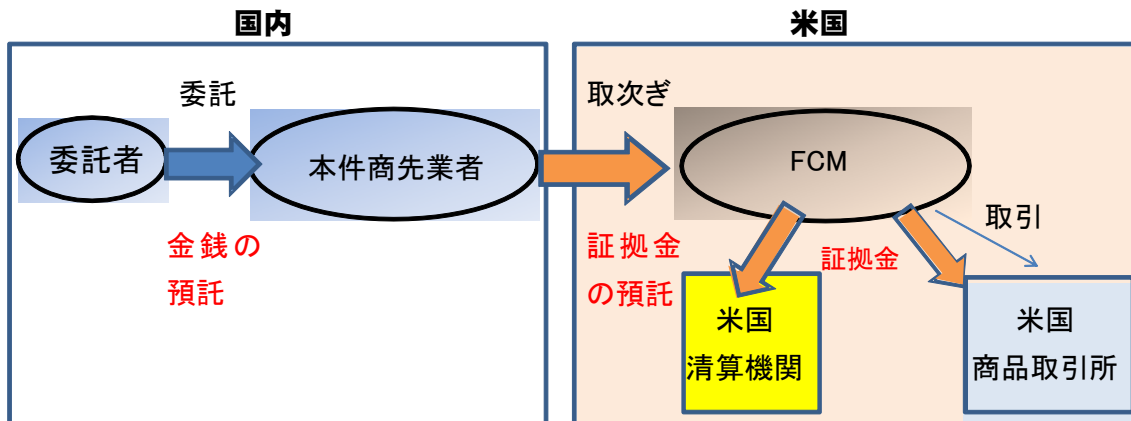 国内
委託
委託者
本件商先業者
金銭の
預託
米国
取次ぎ
FCM
取引
証拠金
の預託
証拠金
米国
清算機関
米国
商品取引所